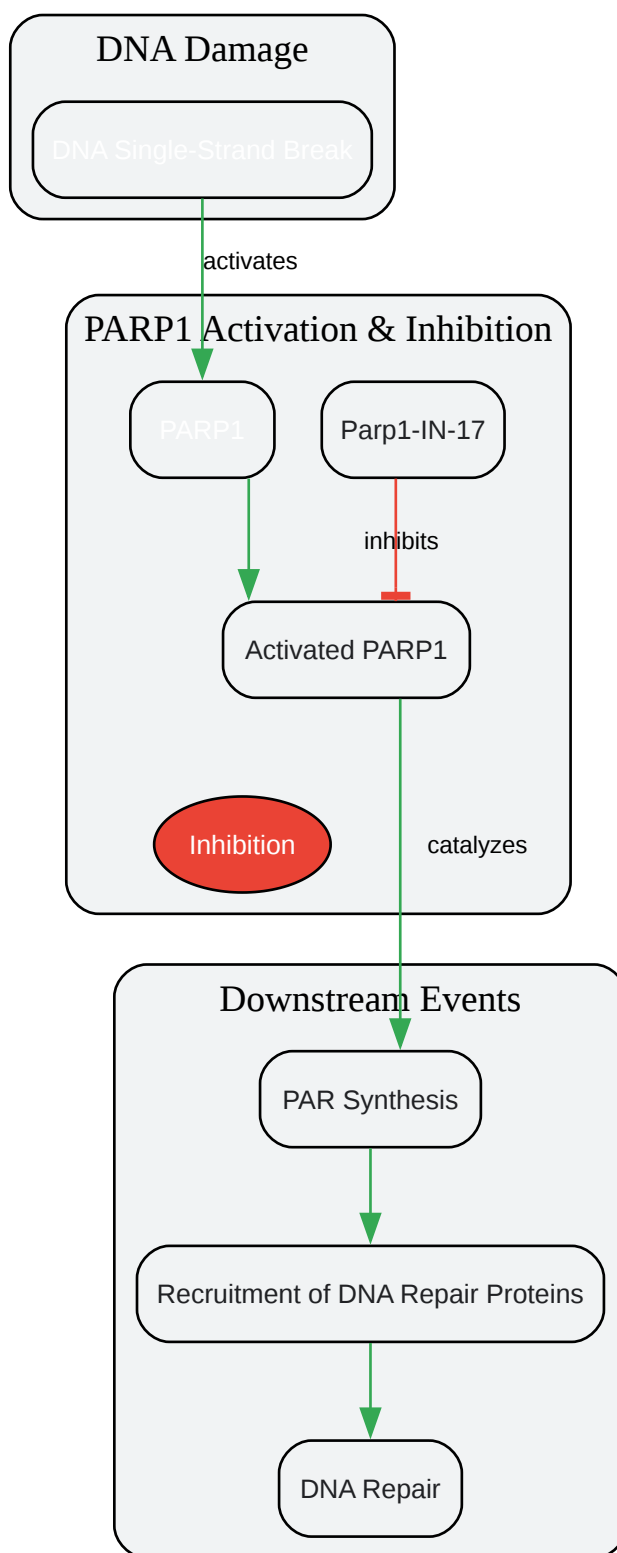 DNA Damage
DNA Single-Strand Break
activates
PARP1 Activation & Inhibition
PARP1
Parp1-IN-17
inhibits
Activated PARP1
Inhibition
catalyzes
Downstream Events
PAR Synthesis
Recruitment of DNA Repair Proteins
DNA Repair